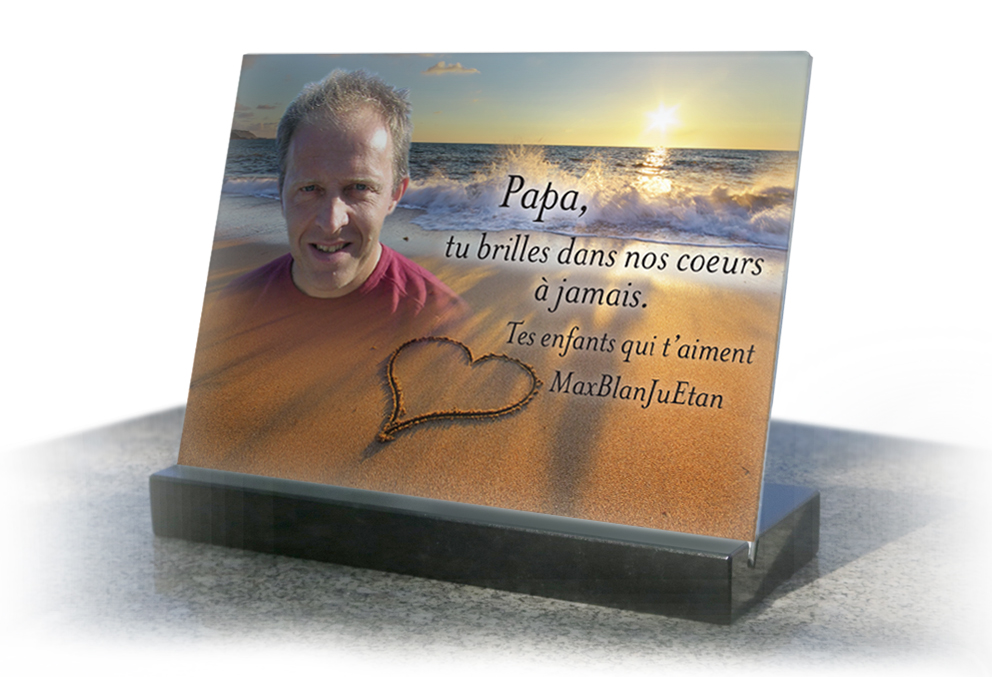 Papa,
tu brilles dans nos coeurs
à jamais.
Tes enfants qui t'aiment
MaxBlanJuEtan